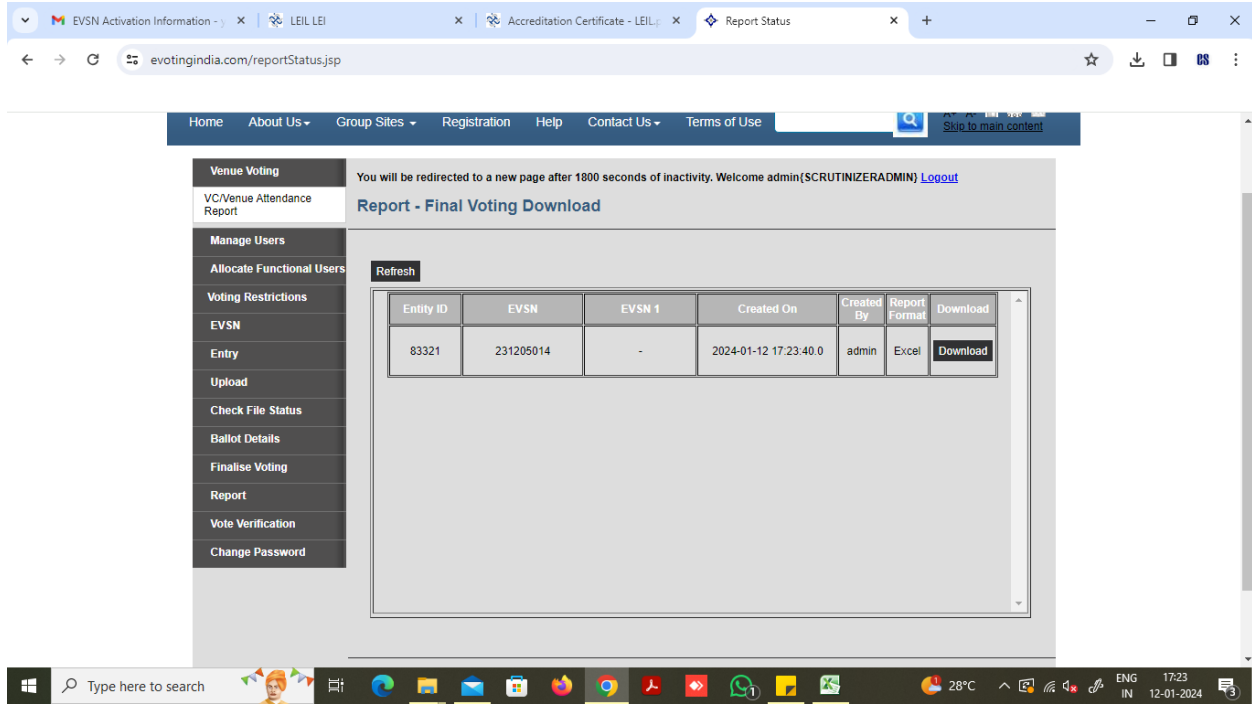 EVSN Activation Information - y
LEIL LEI
Accreditation Certificate - LEIL.p
Report Status
evotingindia.com/reportStatus.jsp
CS
Home About Us Group Sites Registration Help Contact Us Terms of Use
Skip to main content
Venue Voting
VC/Venue Attendance
Report
Manage Users
Allocate Functional Users
Voting Restrictions
EVSN
Entry
Upload
Check File Status
Ballot Details
Finalise Voting
Report
Vote Verification
Change Password
You will be redirected to a new page after 1800 seconds of inactivity. Welcome admin{SCRUTINIZERADMIN} Logout
Report - Final Voting Download
Refresh
Entity ID EVSN EVSN 1 Created On Created By Report Format Download
83321 231205014 - 2024-01-12 17:23:40.0 admin Excel Download
Type here to search
1
28°C
ENG
IN
17:23
12-01-2024
3